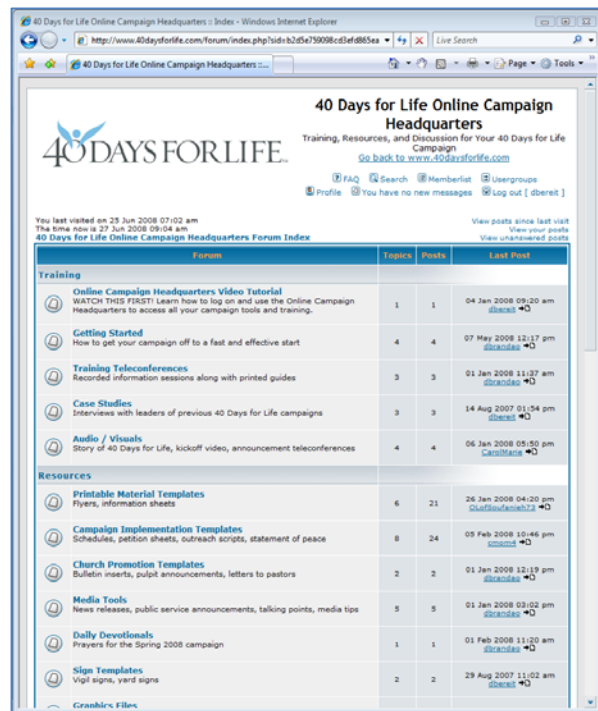 40 Days for Life Online Campaign Headquarters :: Index - Windows Internet Explorer
http://www.40daysforlife.com/forum/index.php?sid=b2d5e759098cd3efd865ea
Live Search
40 Days for Life Online Campaign Headquarters ::...
Page Tools
40 DAYS FOR LIFE
40 Days for Life Online Campaign
Headquarters
Training, Resources, and Discussion for Your 40 Days for Life
Campaign
Go back to www.40daysforlife.com
FAQ Search Memberlist Usergroups
Profile You have no new messages Log out [ dbereit ]
You last visited on 25 Jun 2008 07:02 am
The time now is 27 Jun 2008 09:04 am
40 Days for Life Online Campaign Headquarters Forum Index
View posts since last visit
View your posts
View unanswered posts
Forum Topics Posts Last Post
Training
Online Campaign Headquarters Video Tutorial
WATCH THIS FIRST! Learn how to log on and use the Online Campaign
Headquarters to access all your campaign tools and training.
1 1 04 Jan 2008 09:20 am
dbereit
Getting Started
How to get your campaign off to a fast and effective start
4 4 07 May 2008 12:17 pm
dbrandao
Training Teleconferences
Recorded information sessions along with printed guides
3 3 01 Jan 2008 11:37 am
dbrandao
Case Studies
Interviews with leaders of previous 40 Days for Life campaigns
3 3 14 Aug 2007 01:54 pm
dbereit
Audio / Visuals
Story of 40 Days for Life, kickoff video, announcement teleconferences
4 4 06 Jan 2008 05:50 pm
CarolMarie
Resources
Printable Material Templates
Flyers, information sheets
6 21 26 Jan 2008 04:20 pm
Campaign Implementation Templates
Schedules, petition sheets, outreach scripts, statement of peace
8 24 05 Feb 2008 10:46 pm
cmom4
Church Promotion Templates
Bulletin inserts, pulpit announcements, letters to pastors
2 2 01 Jan 2008 12:19 pm
dbrandao
Media Tools
News releases, public service announcements, talking points, media tips
5 5 01 Jan 2008 03:02 pm
dbrandao
Daily Devotionals
Prayers for the Spring 2008 campaign
1 1 01 Feb 2008 11:20 am
dbrandao
Sign Templates
Vigil signs, yard signs
2 2 29 Aug 2007 11:02 am
dbereit
Graphics Files